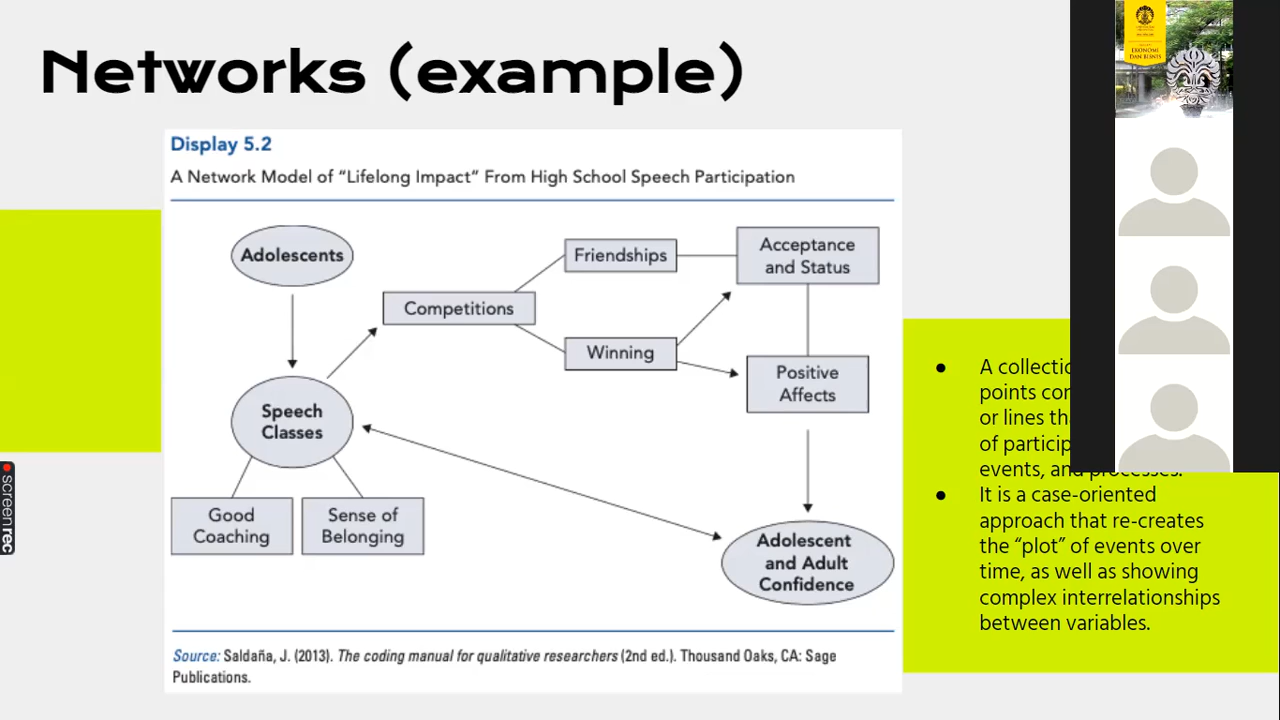 Networks (example)
Display 5.2
A Network Model of “Lifelong Impact” From High School Speech Participation
Adolescents
Friendships
Acceptance
and Status
Competitions
Winning
Positive
Affects
Speech
Classes
Good
Coaching
Sense of
Belonging
Adolescent
and Adult
Confidence
Source: Saldaña, J. (2013). The coding manual for qualitative researchers (2nd ed.). Thousand Oaks, CA: Sage
Publications.
● A
points
or lines
of
events, and processes.
● It is a case-oriented
approach that re-creates
the “plot” of events over
time, as well as showing
complex interrelationships
between variables.
EKONOMI
DAN BISNIS
screenrec